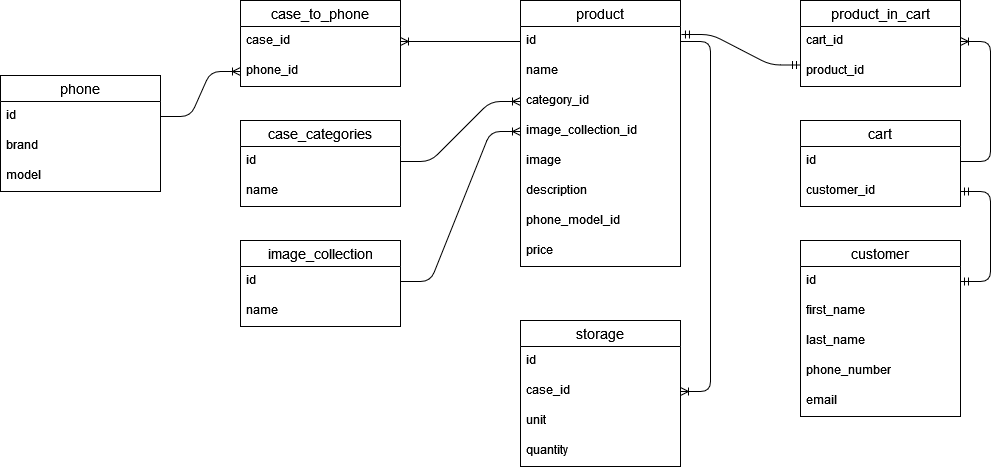 case_to_phone
case_id
phone_id
product
id
name
category_id
image_collection_id
image
description
phone_model_id
price
product_in_cart
cart_id
product_id
phone
id
brand
model
case_categories
id
name
cart
id
customer_id
image_collection
id
name
customer
id
first_name
last_name
phone_number
email
storage
id
case_id
unit
quantity